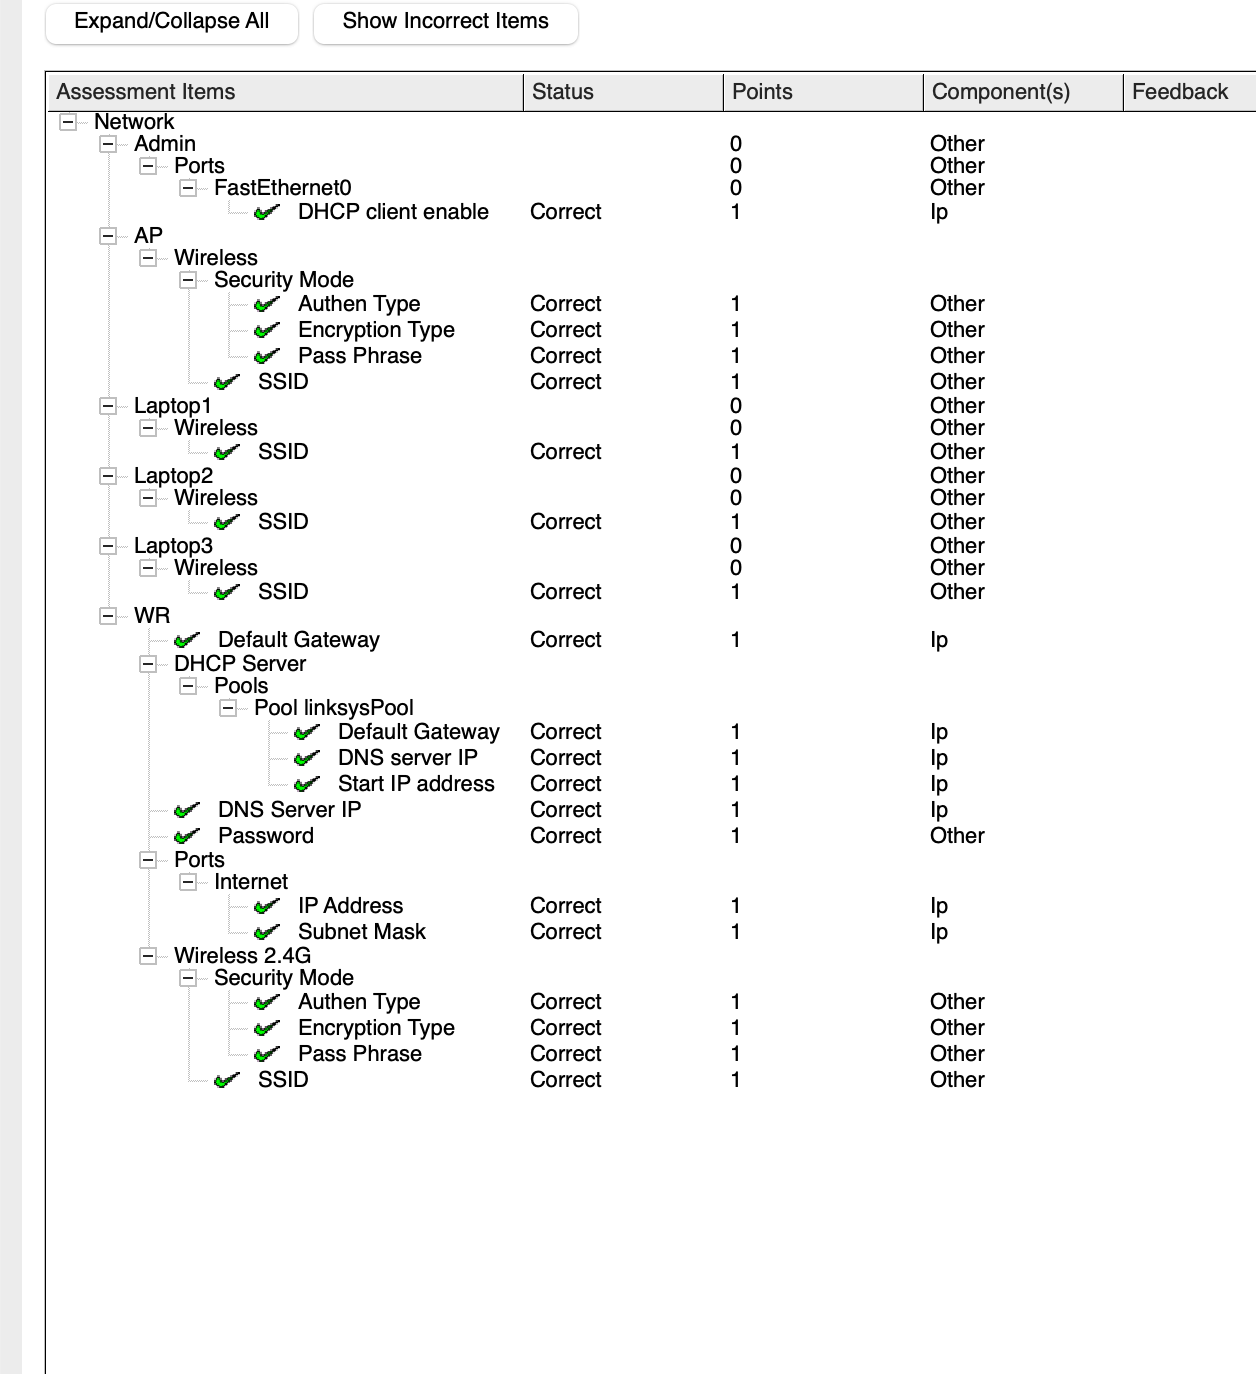 Expand/Collapse All Show Incorrect Items
Assessment Items Status Points Component(s) Feedback
Network
Admin 0 Other
Ports 0 Other
FastEthernet0 0 Other
DHCP client enable Correct 1 Ip
AP
Wireless
Security Mode
Authen Type Correct 1 Other
Encryption Type Correct 1 Other
Pass Phrase Correct 1 Other
SSID Correct 1 Other
Laptop1 0 Other
Wireless 0 Other
SSID Correct 1 Other
Laptop2 0 Other
Wireless 0 Other
SSID Correct 1 Other
Laptop3 0 Other
Wireless 0 Other
SSID Correct 1 Other
WR
Default Gateway Correct 1 Ip
DHCP Server
Pools
Pool linksysPool
Default Gateway Correct 1 Ip
DNS server IP Correct 1 Ip
Start IP address Correct 1 Ip
DNS Server IP Correct 1 Ip
Password Correct 1 Other
Ports
Internet
IP Address Correct 1 Ip
Subnet Mask Correct 1 Ip
Wireless 2.4G
Security Mode
Authen Type Correct 1 Other
Encryption Type Correct 1 Other
Pass Phrase Correct 1 Other
SSID Correct 1 Other